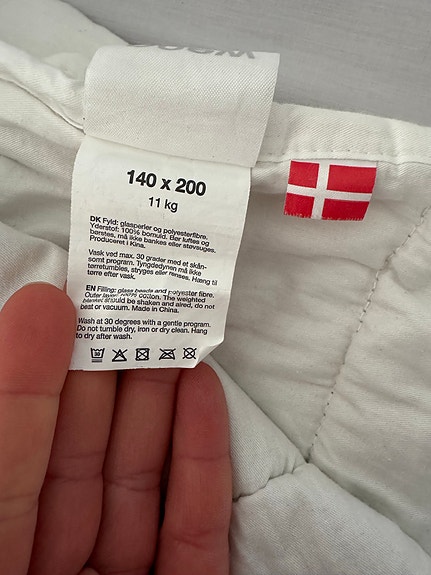 140 x 200
11 kg
DK Fyld: glasperler og polyesterfibre.
Yderstof: 100% bomuld. Bør luftes og
børstes, må ikke bankes eller støvsuges.
Produceret i Kina.
Vask ved max. 30 grader med et skån-
somt program. Tyngdedynen må ikke
tørretumbles, stryges eller renses. Hæng til
tørre efter vask.
EN Filling: glass beads and polyester fibre.
Outer layer: 100% cotton. The weighted
blanket should be shaken and aired, do not
beat or vacuum. Made in China.
Wash at 30 degrees with a gentle program.
Do not tumble dry, iron or dry clean. Hang
to dry after wash.